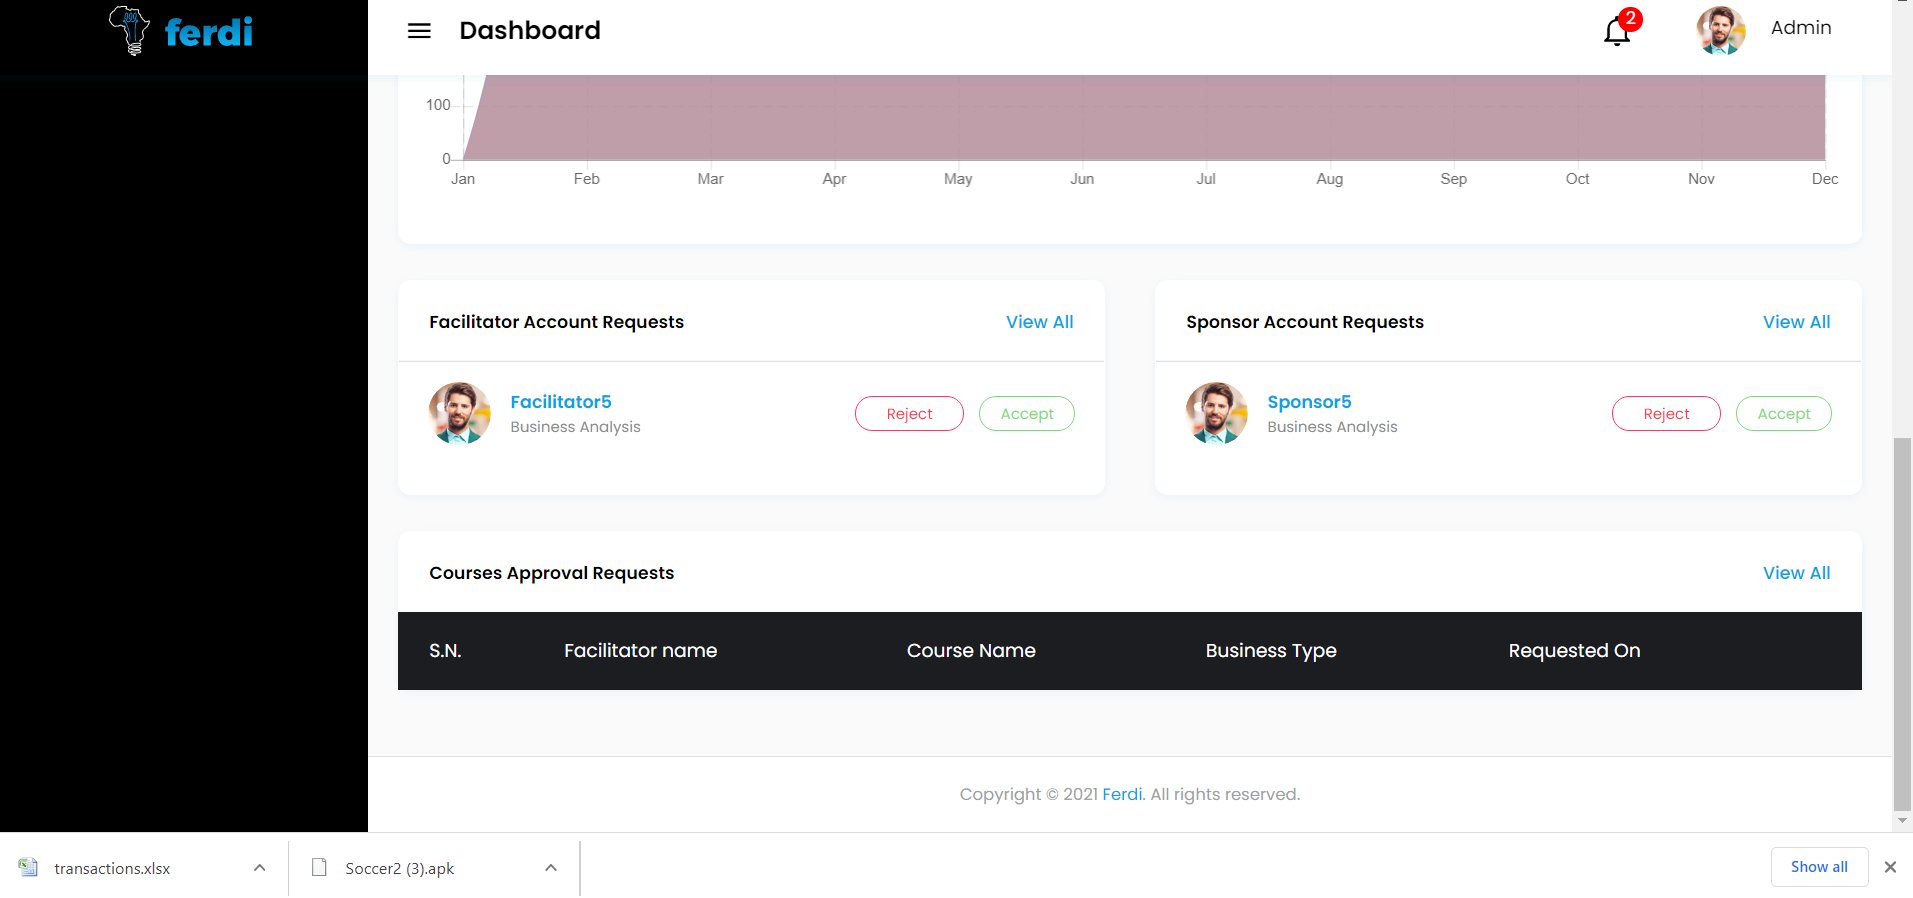 ferdi
Dashboard
2
Admin
100
0
Jan Feb Mar Apr May Jun Jul Aug Sep Oct Nov Dec
Facilitator Account Requests View All
Facilitator5
Business Analysis
Reject Accept
Sponsor Account Requests View All
Sponsor5
Business Analysis
Reject Accept
Courses Approval Requests View All
S.N. Facilitator name Course Name Business Type Requested On
Copyright © 2021 Ferdi. All rights reserved.
transactions.xlsx Soccer2 (3).apk Show all